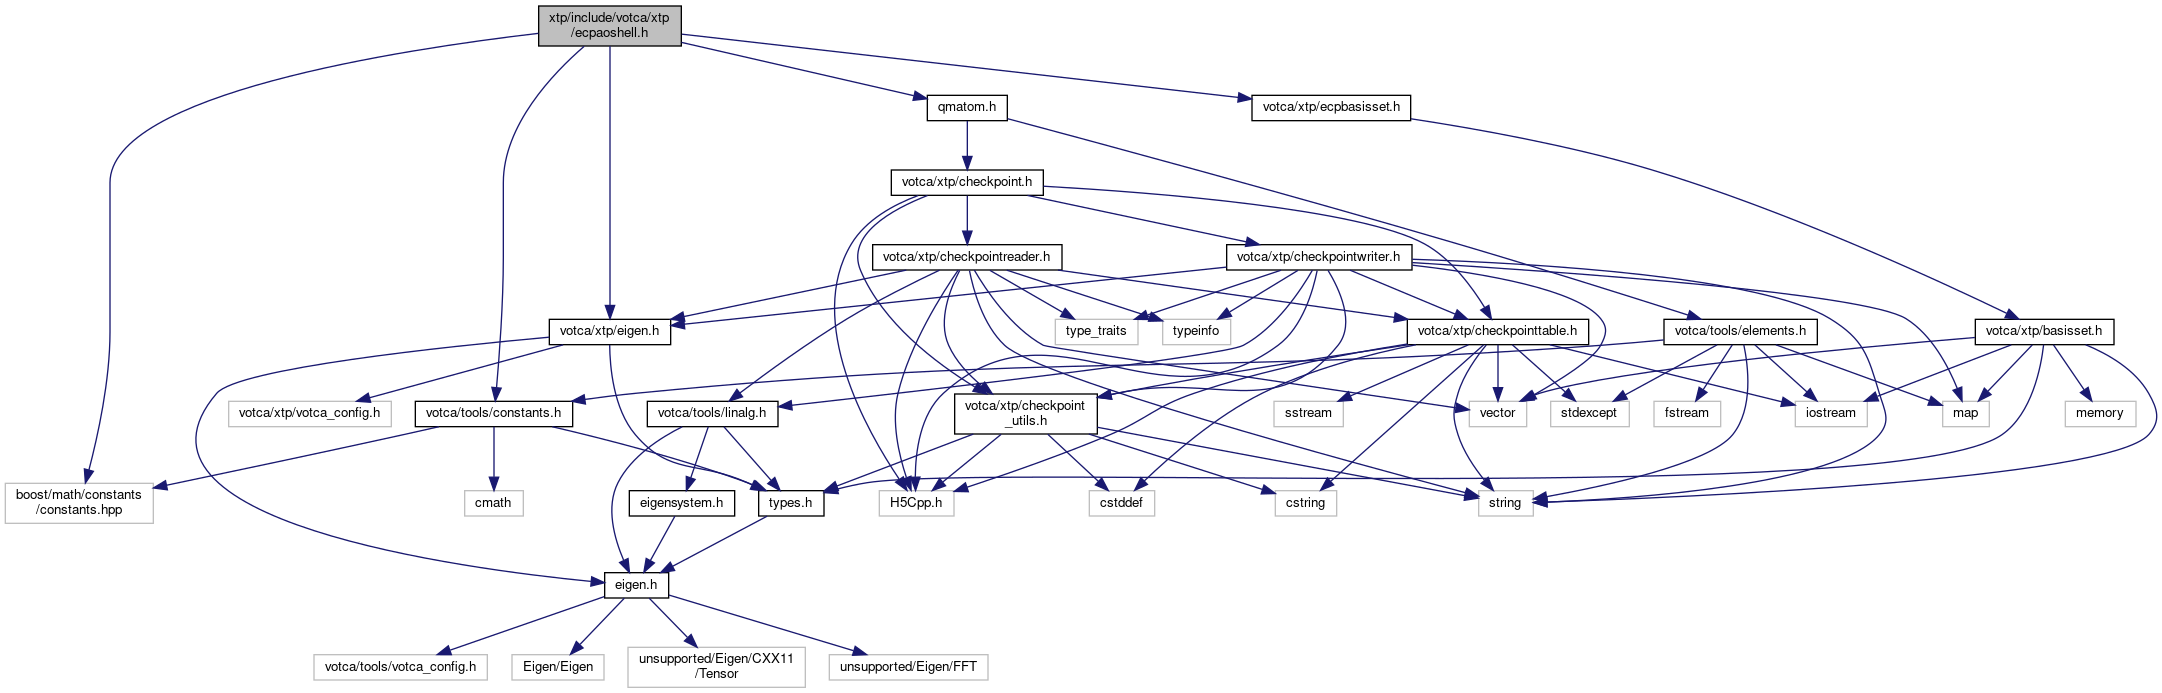 xtp/include/votca/xtp
/ecpaoshell.h
qmatom.h
votca/xtp/ecpbasisset.h
votca/xtp/checkpoint.h
votca/xtp/checkpointreader.h
votca/xtp/checkpointwriter.h
votca/xtp/eigen.h
type_traits
typeinfo
votca/xtp/checkpointtable.h
votca/tools/elements.h
votca/xtp/basisset.h
votca/xtp/votca_config.h
votca/tools/constants.h
votca/tools/linalg.h
votca/xtp/checkpoint
_utils.h
sstream
vector
stdexcept
fstream
iostream
map
memory
boost/math/constants
/constants.hpp
cmath
eigensystem.h
types.h
H5Cpp.h
cstddef
cstring
string
eigen.h
votca/tools/votca_config.h
Eigen/Eigen
unsupported/Eigen/CXX11
/Tensor
unsupported/Eigen/FFT